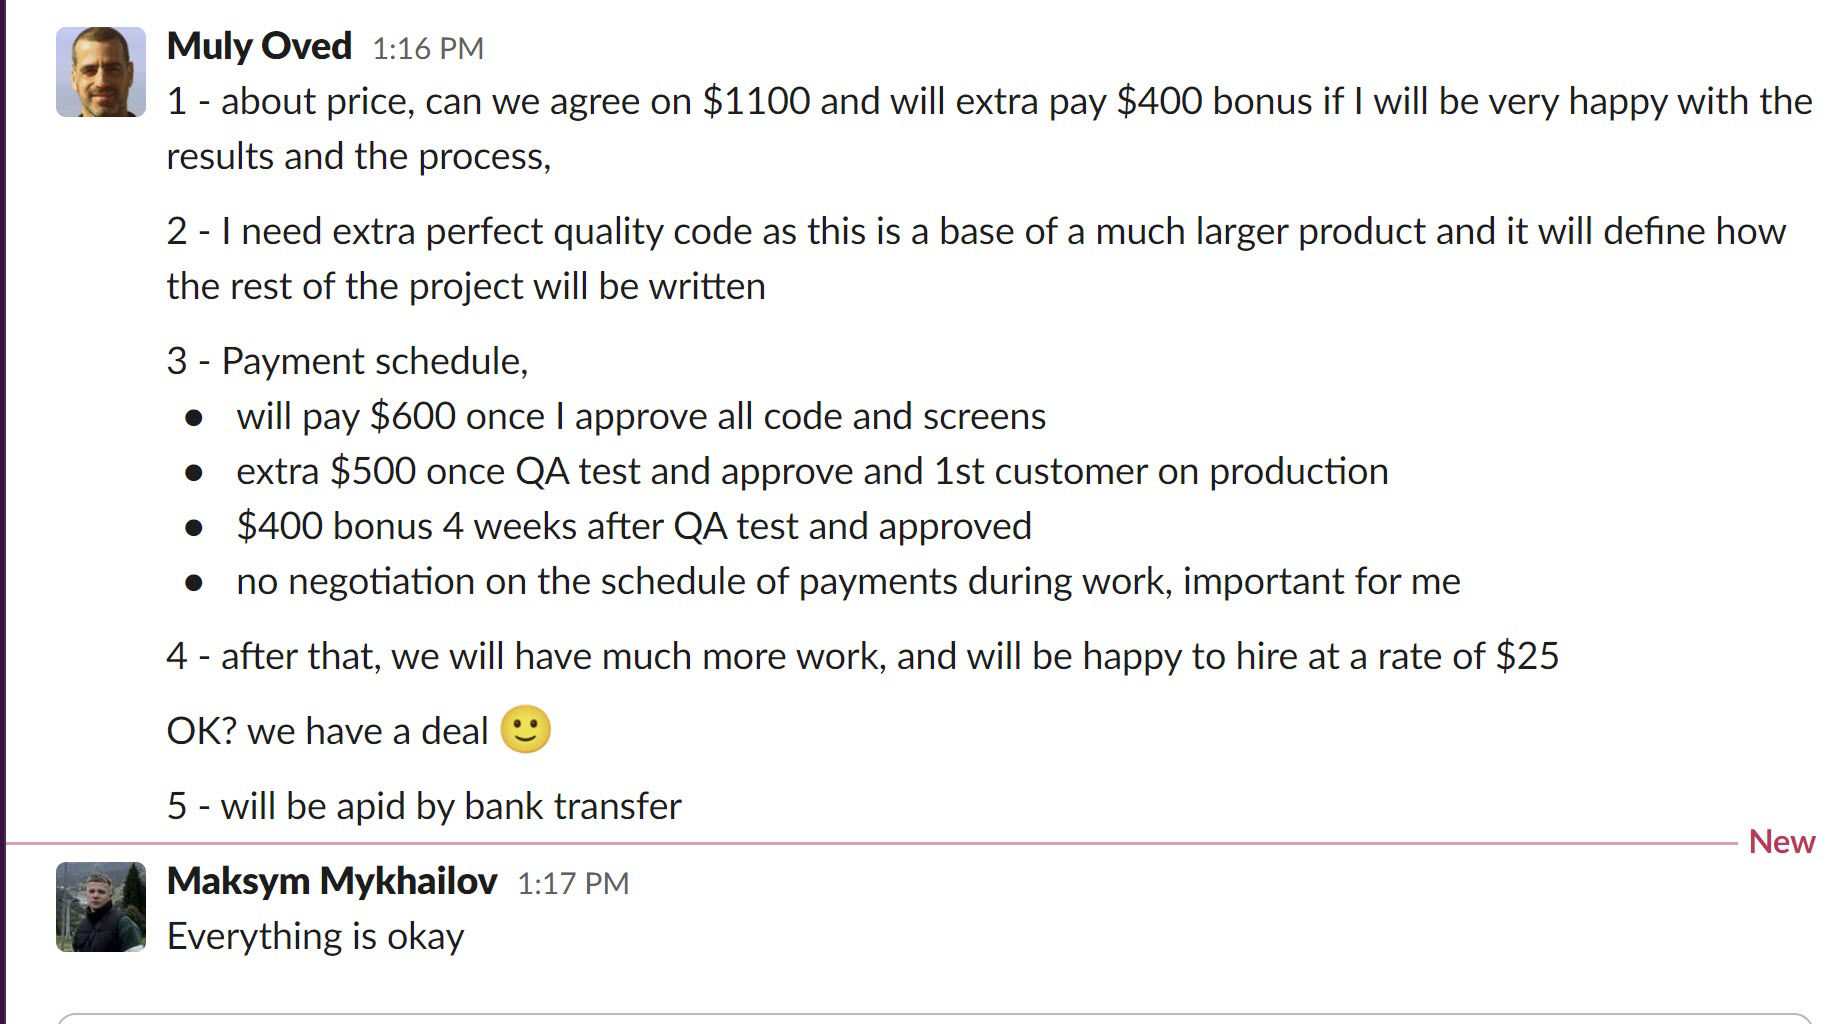 Muly Oved 1:16 PM
1 - about price, can we agree on $1100 and will extra pay $400 bonus if I will be very happy with the
results and the process,
2 - I need extra perfect quality code as this is a base of a much larger product and it will define how
the rest of the project will be written
3 - Payment schedule,
● will pay $600 once I approve all code and screens
● extra $500 once QA test and approve and 1st customer on production
● $400 bonus 4 weeks after QA test and approved
● no negotiation on the schedule of payments during work, important for me
4 - after that, we will have much more work, and will be happy to hire at a rate of $25
OK? we have a deal 🙂
5 - will be apid by bank transfer
New
Maksym Mykhailov 1:17 PM
Everything is okay